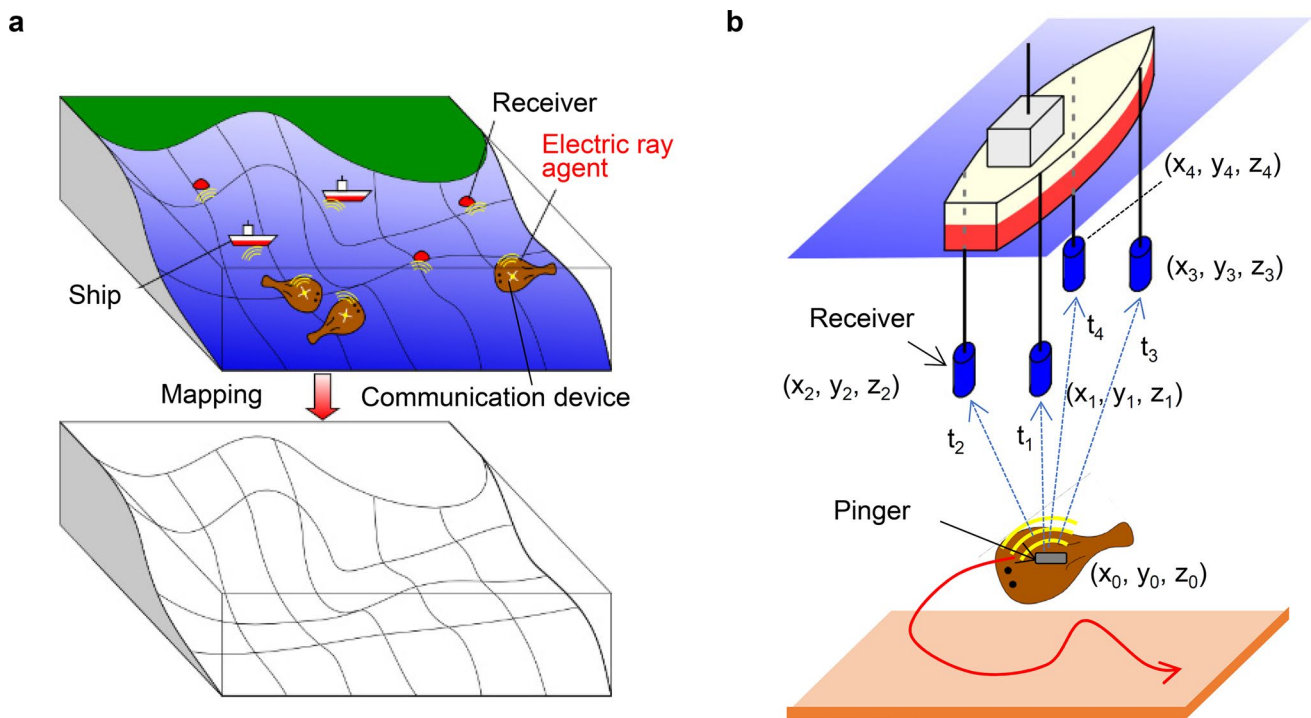 a
Receiver
Electric ray
agent
Ship
Mapping
Communication device
b
(x₄, y₄, z₄)
(x₃, y₃, z₃)
Receiver
t₄
t₃
(x₂, y₂, z₂)
(x₁, y₁, z₁)
t₂
t₁
Pinger
(x₀, y₀, z₀)